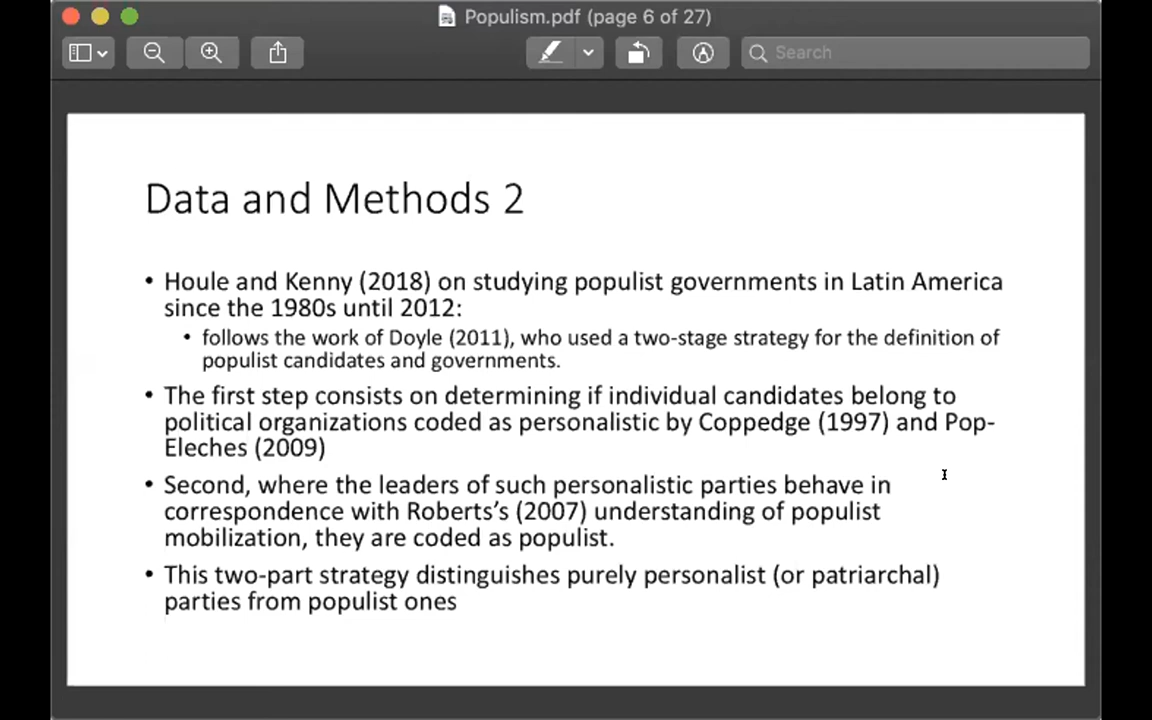 Populism.pdf (page 6 of 27)
Search
Data and Methods 2
• Houle and Kenny (2018) on studying populist governments in Latin America
since the 1980s until 2012:
• follows the work of Doyle (2011), who used a two-stage strategy for the definition of
populist candidates and governments.
• The first step consists on determining if individual candidates belong to
political organizations coded as personalistic by Coppedge (1997) and Pop-
Eleches (2009)
• Second, where the leaders of such personalistic parties behave in
correspondence with Roberts’s (2007) understanding of populist
mobilization, they are coded as populist.
• This two-part strategy distinguishes purely personalist (or patriarchal)
parties from populist ones